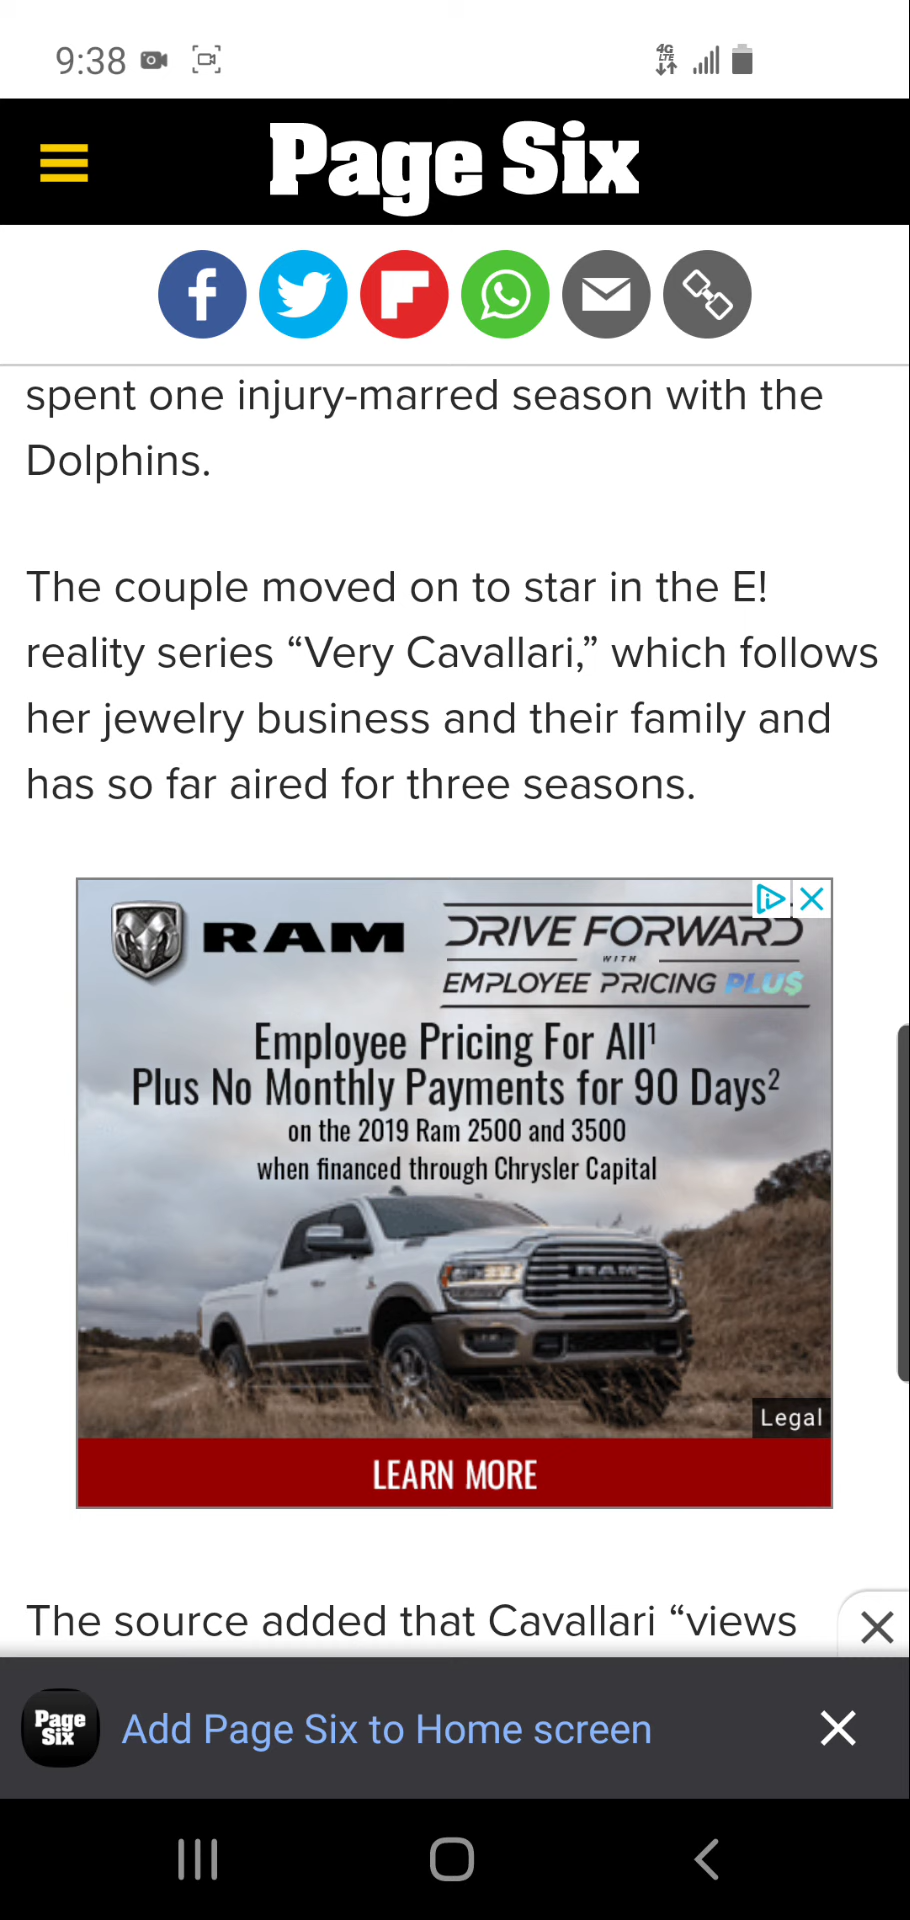 9:38
4G
LTE
Page Six
spent one injury-marred season with the
Dolphins.
The couple moved on to star in the E!
reality series “Very Cavallari,” which follows
her jewelry business and their family and
has so far aired for three seasons.
RAM
DRIVE FORWARD
WITH
EMPLOYEE PRICING PLU$
Employee Pricing For All¹
Plus No Monthly Payments for 90 Days²
on the 2019 Ram 2500 and 3500
when financed through Chrysler Capital
RAM
Legal
LEARN MORE
The source added that Cavallari “views
Page
Six
Add Page Six to Home screen